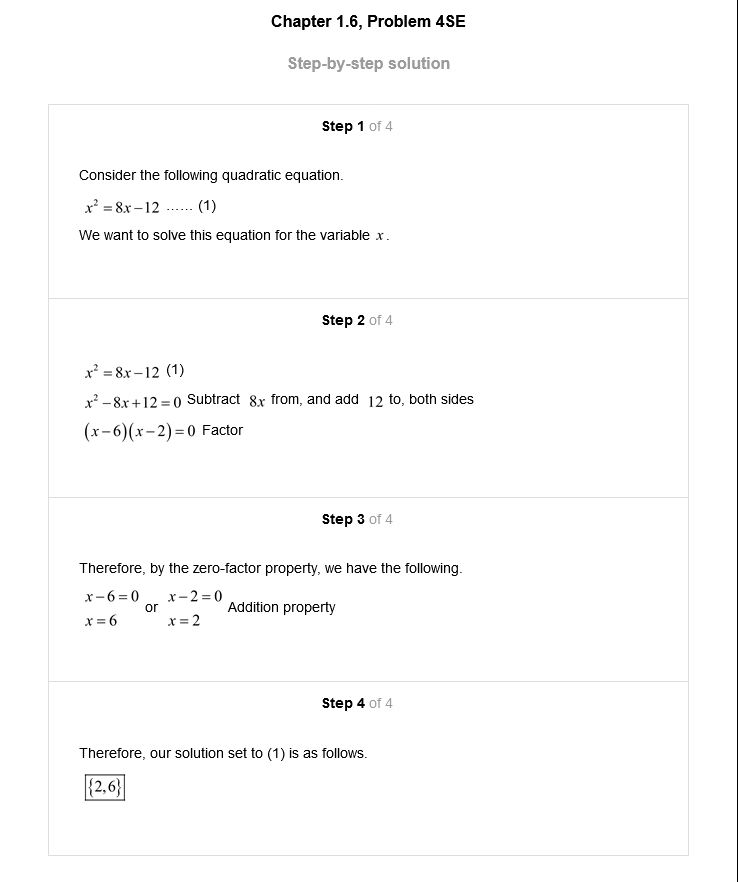 Chapter 1.6, Problem 4SE
Step-by-step solution
Step 1 of 4
Consider the following quadratic equation.
x² = 8x − 12 ...... (1)
We want to solve this equation for the variable x.
Step 2 of 4
x² = 8x − 12 (1)
x² − 8x + 12 = 0 Subtract 8x from, and add 12 to, both sides
(x − 6)(x − 2) = 0 Factor
Step 3 of 4
Therefore, by the zero-factor property, we have the following.
x − 6 = 0 or x − 2 = 0 Addition property
x = 6 x = 2
Step 4 of 4
Therefore, our solution set to (1) is as follows.
{2,6}